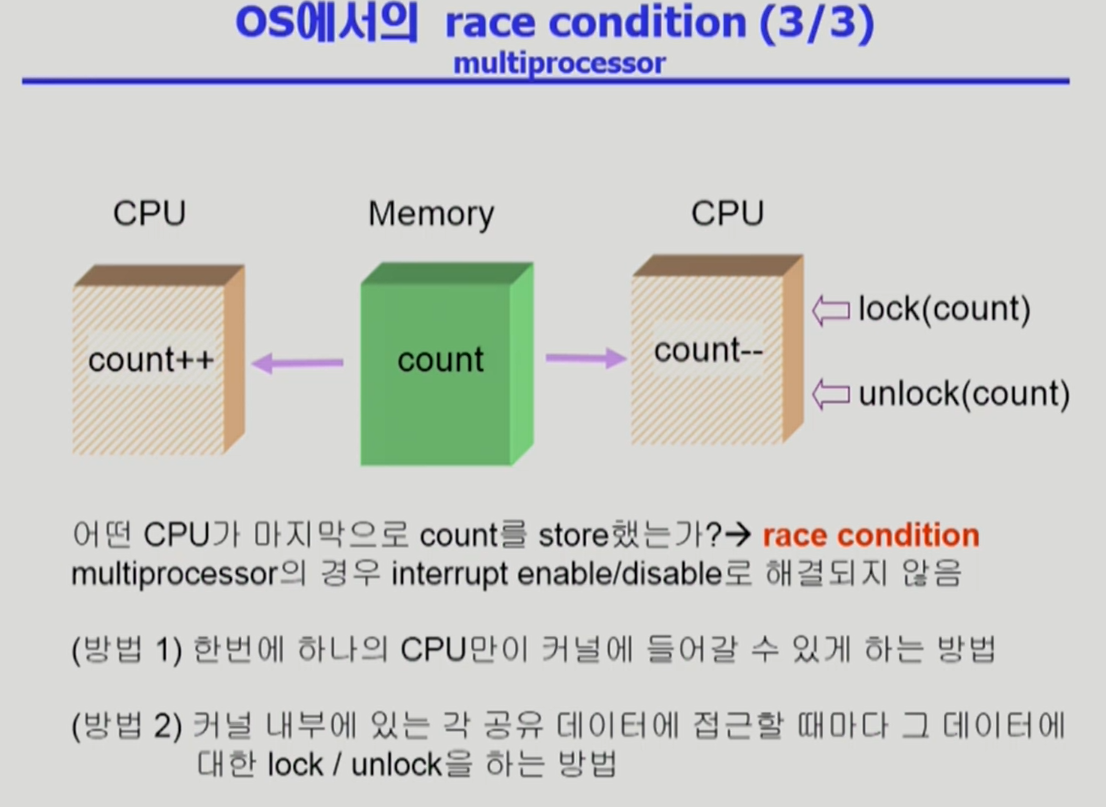 OS에서의 race condition (3/3)
multiprocessor
CPU
Memory
CPU
count++
count
count--
lock(count)
unlock(count)
어떤 CPU가 마지막으로 count를 store했는가?→ race condition
multiprocessor의 경우 interrupt enable/disable로 해결되지 않음
(방법 1) 한번에 하나의 CPU만이 커널에 들어갈 수 있게 하는 방법
(방법 2) 커널 내부에 있는 각 공유 데이터에 접근할 때마다 그 데이터에
대한 lock / unlock을 하는 방법